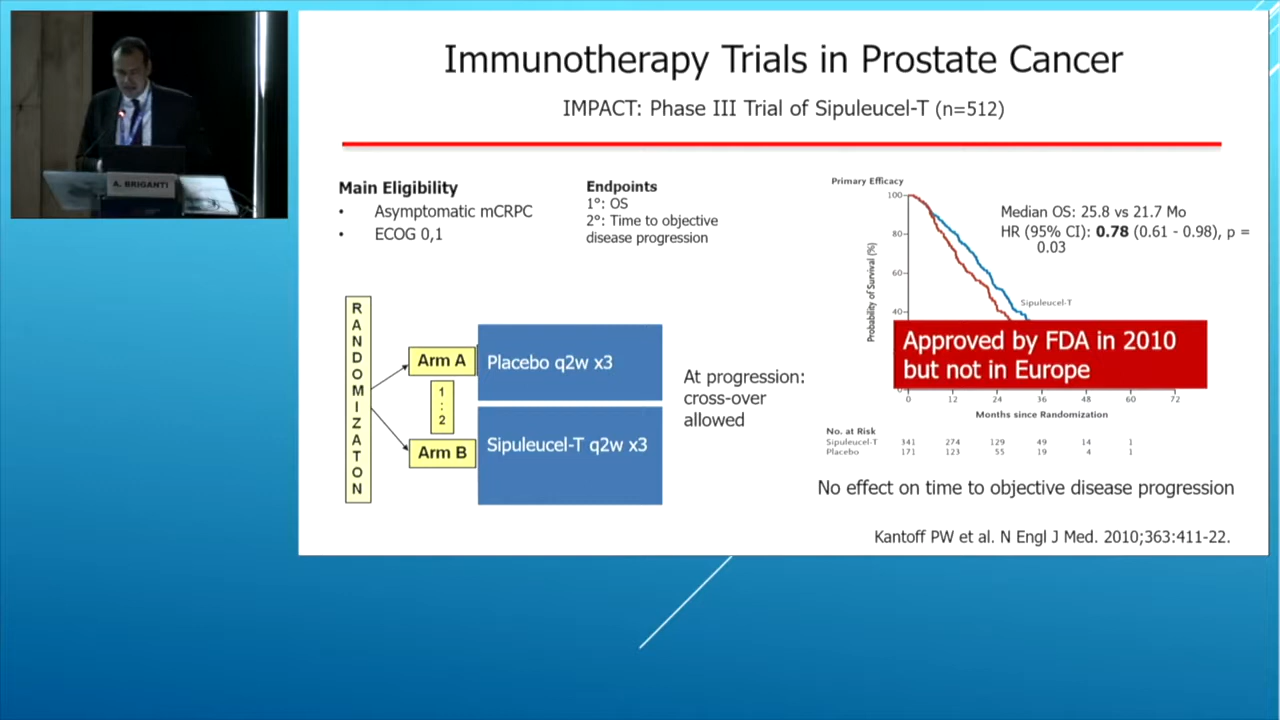 A. BRIGANTI
Immunotherapy Trials in Prostate Cancer
IMPACT: Phase III Trial of Sipuleucel-T (n=512)
Main Eligibility
• Asymptomatic mCRPC
• ECOG 0,1
Endpoints
1°: OS
2°: Time to objective
disease progression
RANDOMIZATON
Arm A
1:2
Arm B
Placebo q2w x3
Sipuleucel-T q2w x3
At progression:
cross-over
allowed
Primary Efficacy
Median OS: 25.8 vs 21.7 Mo
HR (95% CI): 0.78 (0.61 - 0.98), p =
0.03
Probability of Survival (%)
100
80
60
40
Sipuleucel-T
Approved by FDA in 2010
but not in Europe
0 12 24 36 48 60 72
Months since Randomization
No. at Risk
Sipuleucel-T 341 274 129 49 14 1
Placebo 171 123 55 19 4 1
No effect on time to objective disease progression
Kantoff PW et al. N Engl J Med. 2010;363:411-22.